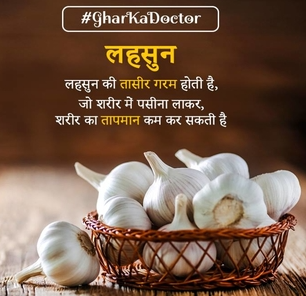 #GharKaDoctor
लहसुन
लहसुन की तासीर गरम होती है,
जो शरीर में पसीना लाकर,
शरीर का तापमान कम कर सकती है